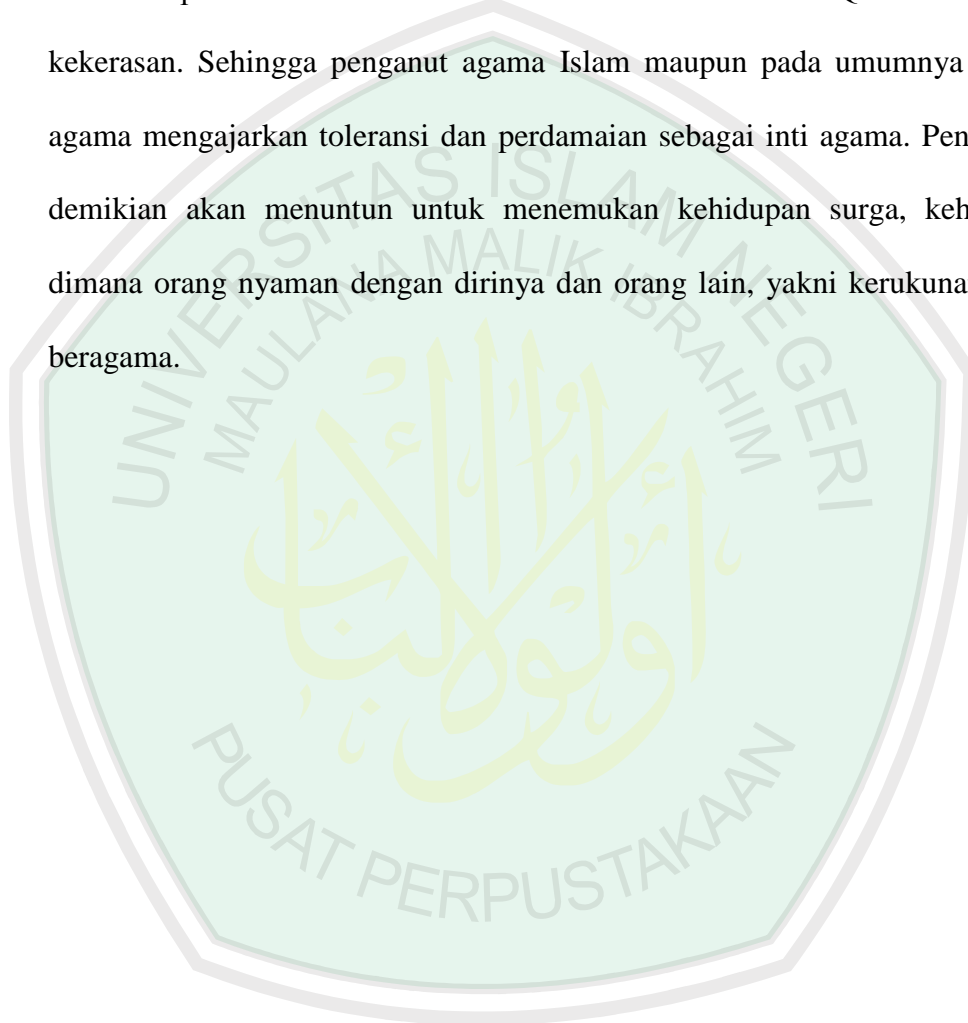 kekerasan. Sehingga penganut agama Islam maupun pada umumnya
agama mengajarkan toleransi dan perdamaian sebagai inti agama.
demikian akan menuntun untuk menemukan kehidupan surga,
dimana orang nyaman dengan dirinya dan orang lain, yakni
beragama.
UNIVERSITAS ISLAM NEGERI
MAULANA MALIK IBRAHIM
PUSAT PERPUSTAKAAN